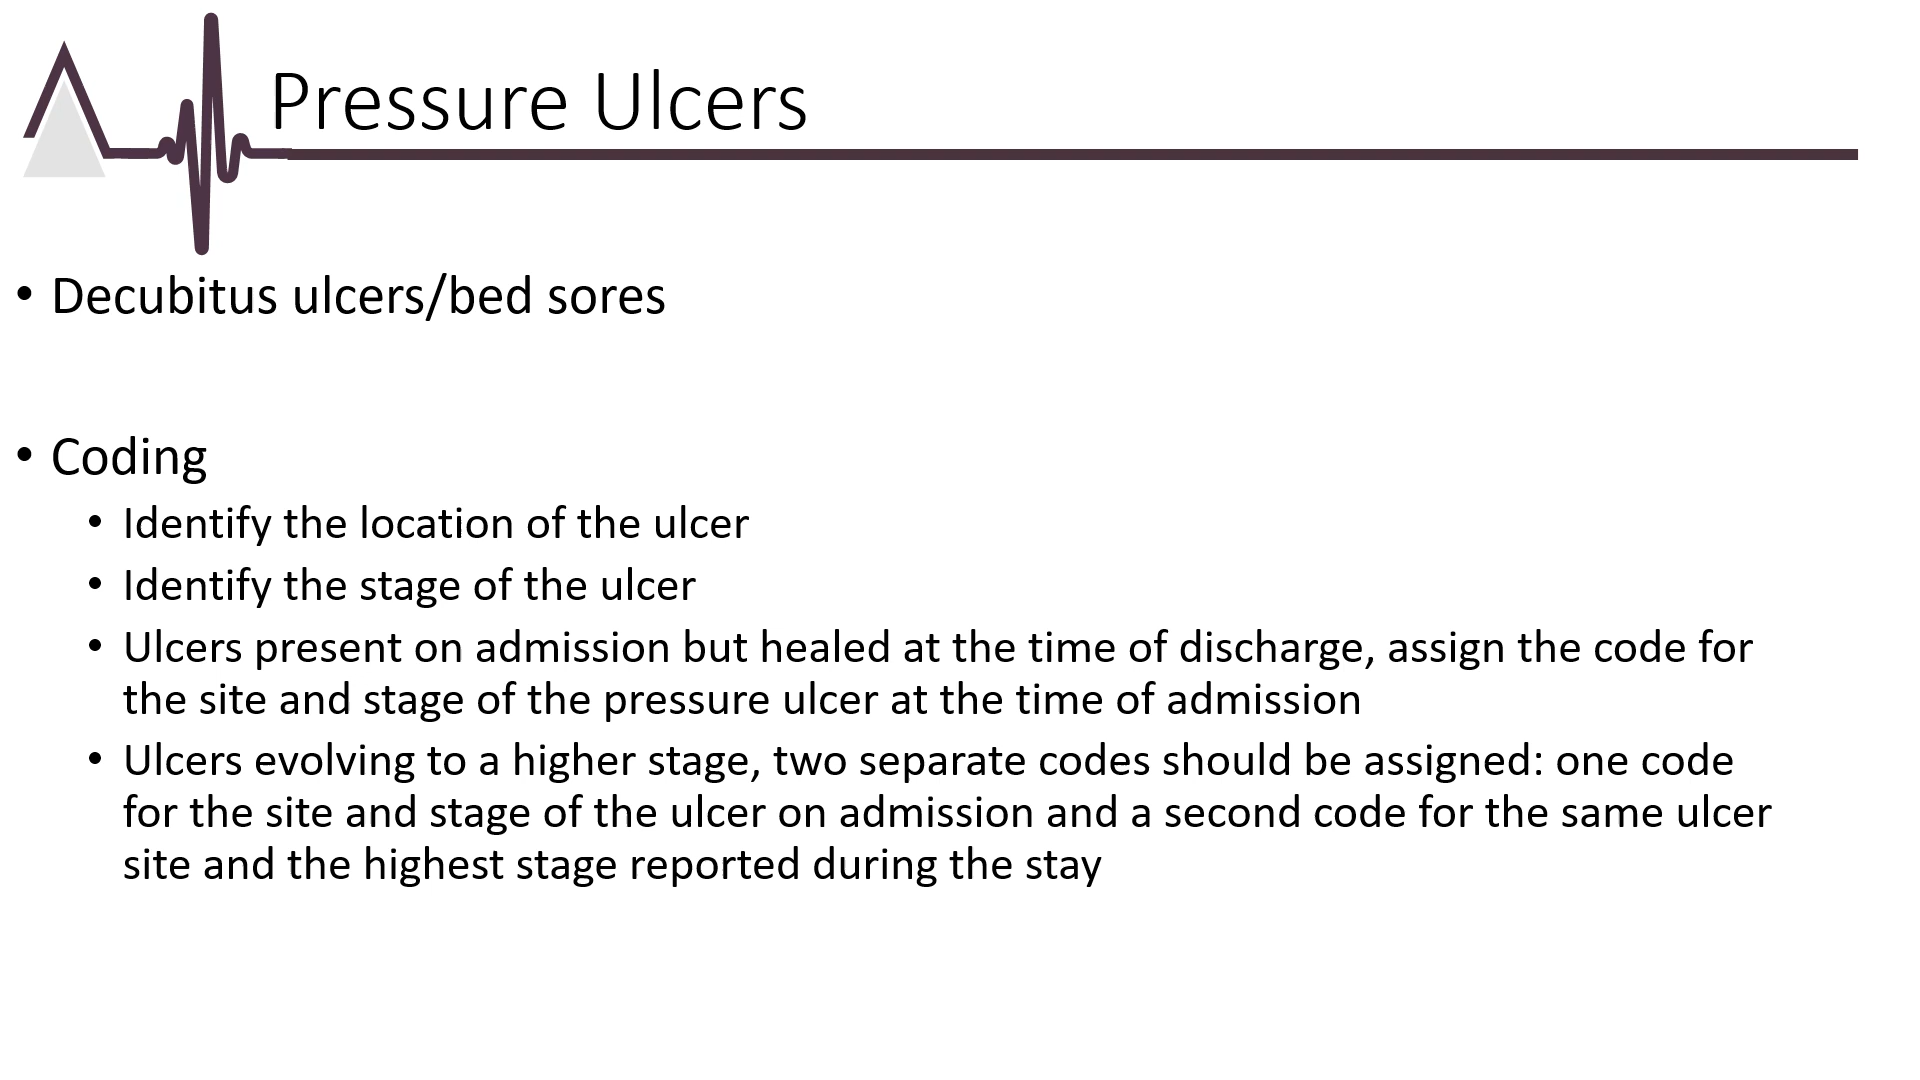 Pressure Ulcers
• Decubitus ulcers/bed sores
• Coding
• Identify the location of the ulcer
• Identify the stage of the ulcer
• Ulcers present on admission but healed at the time of discharge, assign the code for
the site and stage of the pressure ulcer at the time of admission
• Ulcers evolving to a higher stage, two separate codes should be assigned: one code
for the site and stage of the ulcer on admission and a second code for the same ulcer
site and the highest stage reported during the stay